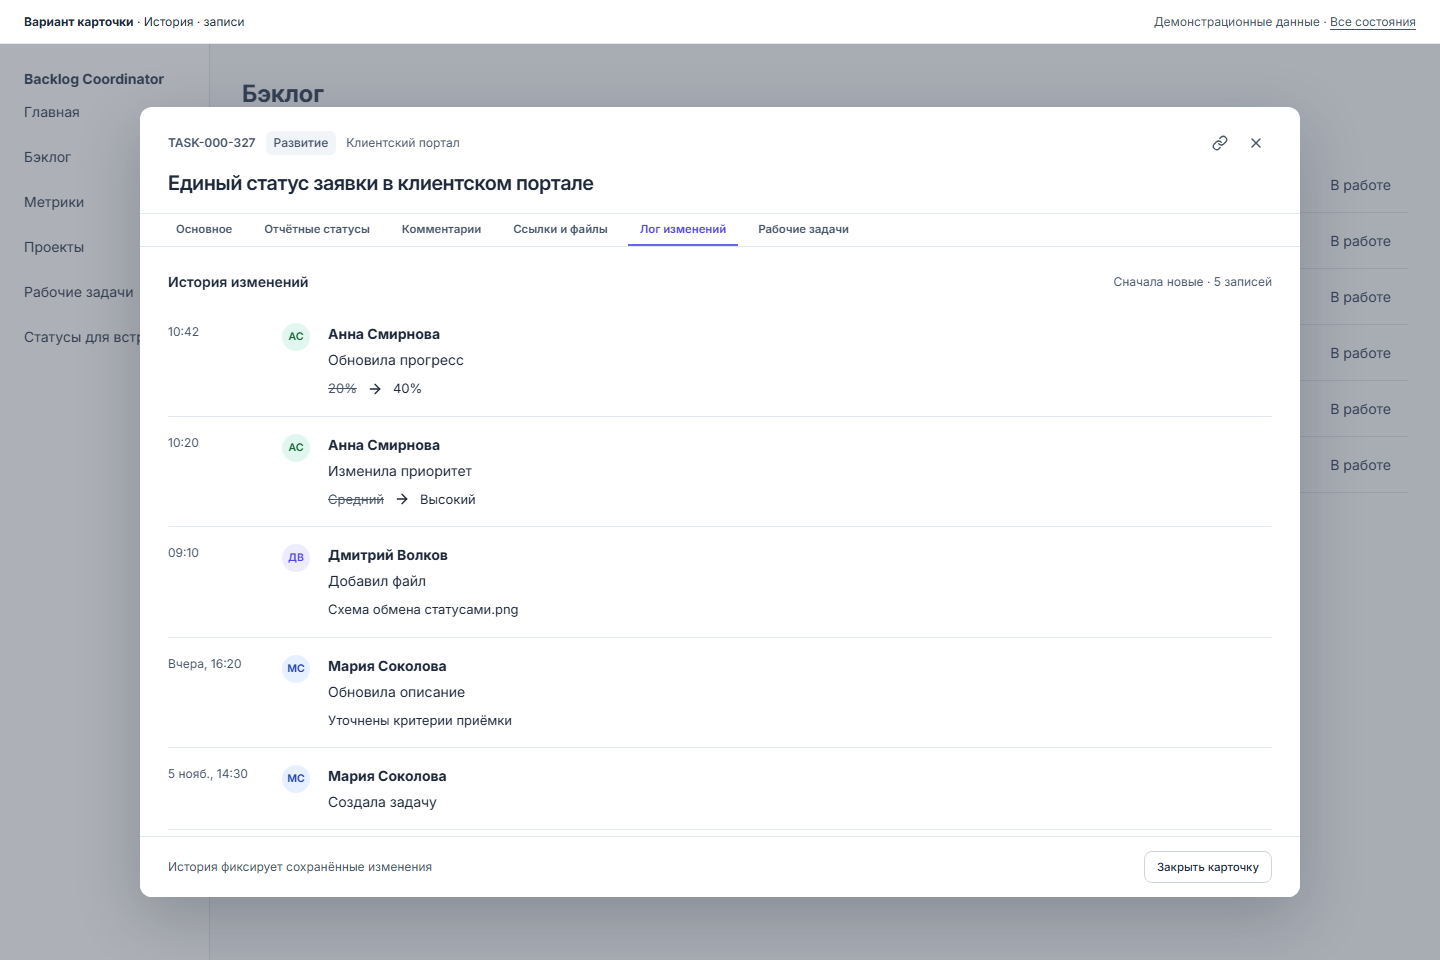 Вариант карточки · История · записи
Демонстрационные данные · Все состояния
Backlog Coordinator
Главная
Бэклог
Метрики
Проекты
Рабочие задачи
Статусы для встр
Бэклог
В работе
В работе
В работе
В работе
В работе
В работе
TASK-000-327 Развитие Клиентский портал
Единый статус заявки в клиентском портале
Основное Отчётные статусы Комментарии Ссылки и файлы Лог изменений Рабочие задачи
История изменений
Сначала новые · 5 записей
10:42 АС Анна Смирнова
Обновила прогресс
20% → 40%
10:20 АС Анна Смирнова
Изменила приоритет
Средний → Высокий
09:10 ДВ Дмитрий Волков
Добавил файл
Схема обмена статусами.png
Вчера, 16:20 МС Мария Соколова
Обновила описание
Уточнены критерии приёмки
5 нояб., 14:30 МС Мария Соколова
Создала задачу
История фиксирует сохранённые изменения
Закрыть карточку